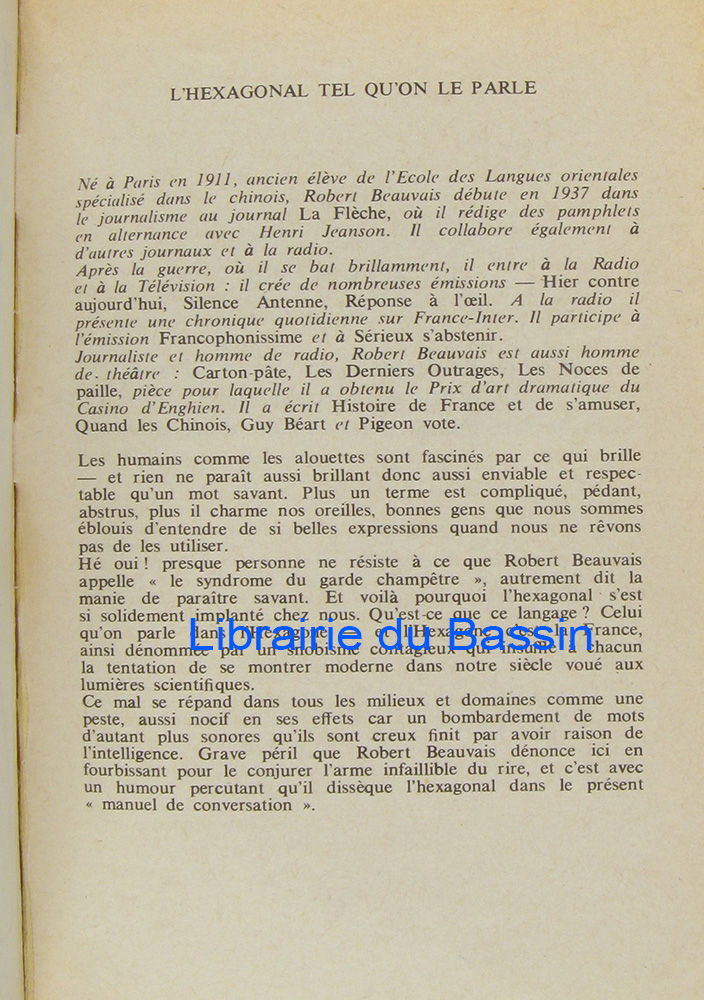 L'HEXAGONAL TEL QU'ON LE PARLE
Né à Paris en 1911, ancien élève de l'Ecole des Langues orientales
spécialisé dans le chinois, Robert Beauvais débute en 1937 dans
le journalisme au journal La Flèche, où il rédige des pamphlets
en alternance avec Henri Jeanson. Il collabore également à
d'autres journaux et à la radio.
Après la guerre, où il se bat brillamment, il entre à la Radio
et à la Télévision : il crée de nombreuses émissions — Hier contre
aujourd'hui, Silence Antenne, Réponse à l'œil. A la radio il
présente une chronique quotidienne sur France-Inter. Il participe à
l'émission Francophonissime et à Sérieux s'abstenir.
Journaliste et homme de radio, Robert Beauvais est aussi homme
de théâtre : Carton-pâte, Les Derniers Outrages, Les Noces de
paille, pièce pour laquelle il a obtenu le Prix d'art dramatique du
Casino d'Enghien. Il a écrit Histoire de France et de s'amuser,
Quand les Chinois, Guy Béart et Pigeon vote.
Les humains comme les alouettes sont fascinés par ce qui brille
— et rien ne paraît aussi brillant donc aussi enviable et respec-
table qu'un mot savant. Plus un terme est compliqué, pédant,
abstrus, plus il charme nos oreilles, bonnes gens que nous sommes
éblouis d'entendre de si belles expressions quand nous ne rêvons
pas de les utiliser.
Hé oui ! presque personne ne résiste à ce que Robert Beauvais
appelle « le syndrome du garde champêtre », autrement dit la
manie de paraître savant. Et voilà pourquoi l'hexagonal s'est
si solidement implanté chez nous. Qu'est-ce que ce langage ? Celui
qu'on parle dans l'Hexagone — et l'Hexagone, c'est la France,
ainsi dénommée par un snobisme contagieux qui insuffle à chacun
la tentation de se montrer moderne dans notre siècle voué aux
lumières scientifiques.
Ce mal se répand dans tous les milieux et domaines comme une
peste, aussi nocif en ses effets car un bombardement de mots
d'autant plus sonores qu'ils sont creux finit par avoir raison de
l'intelligence. Grave péril que Robert Beauvais dénonce ici en
fourbissant pour le conjurer l'arme infaillible du rire, et c'est avec
un humour percutant qu'il dissèque l'hexagonal dans le présent
« manuel de conversation ».
Librairie du Bassin